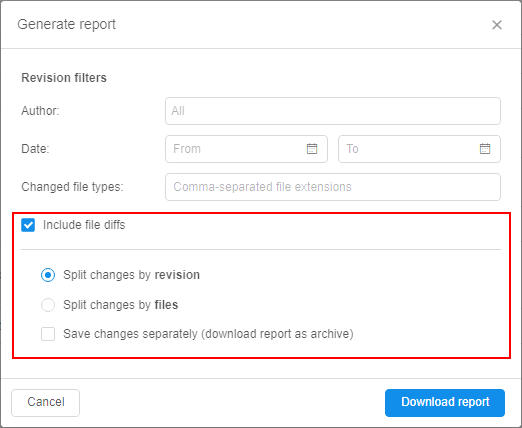 Generate report
Revision filters
Author: All
Date: From To
Changed file types: Comma-separated file extensions
Include file diffs
Split changes by revision
Split changes by files
Save changes separately (download report as archive)
Cancel Download report